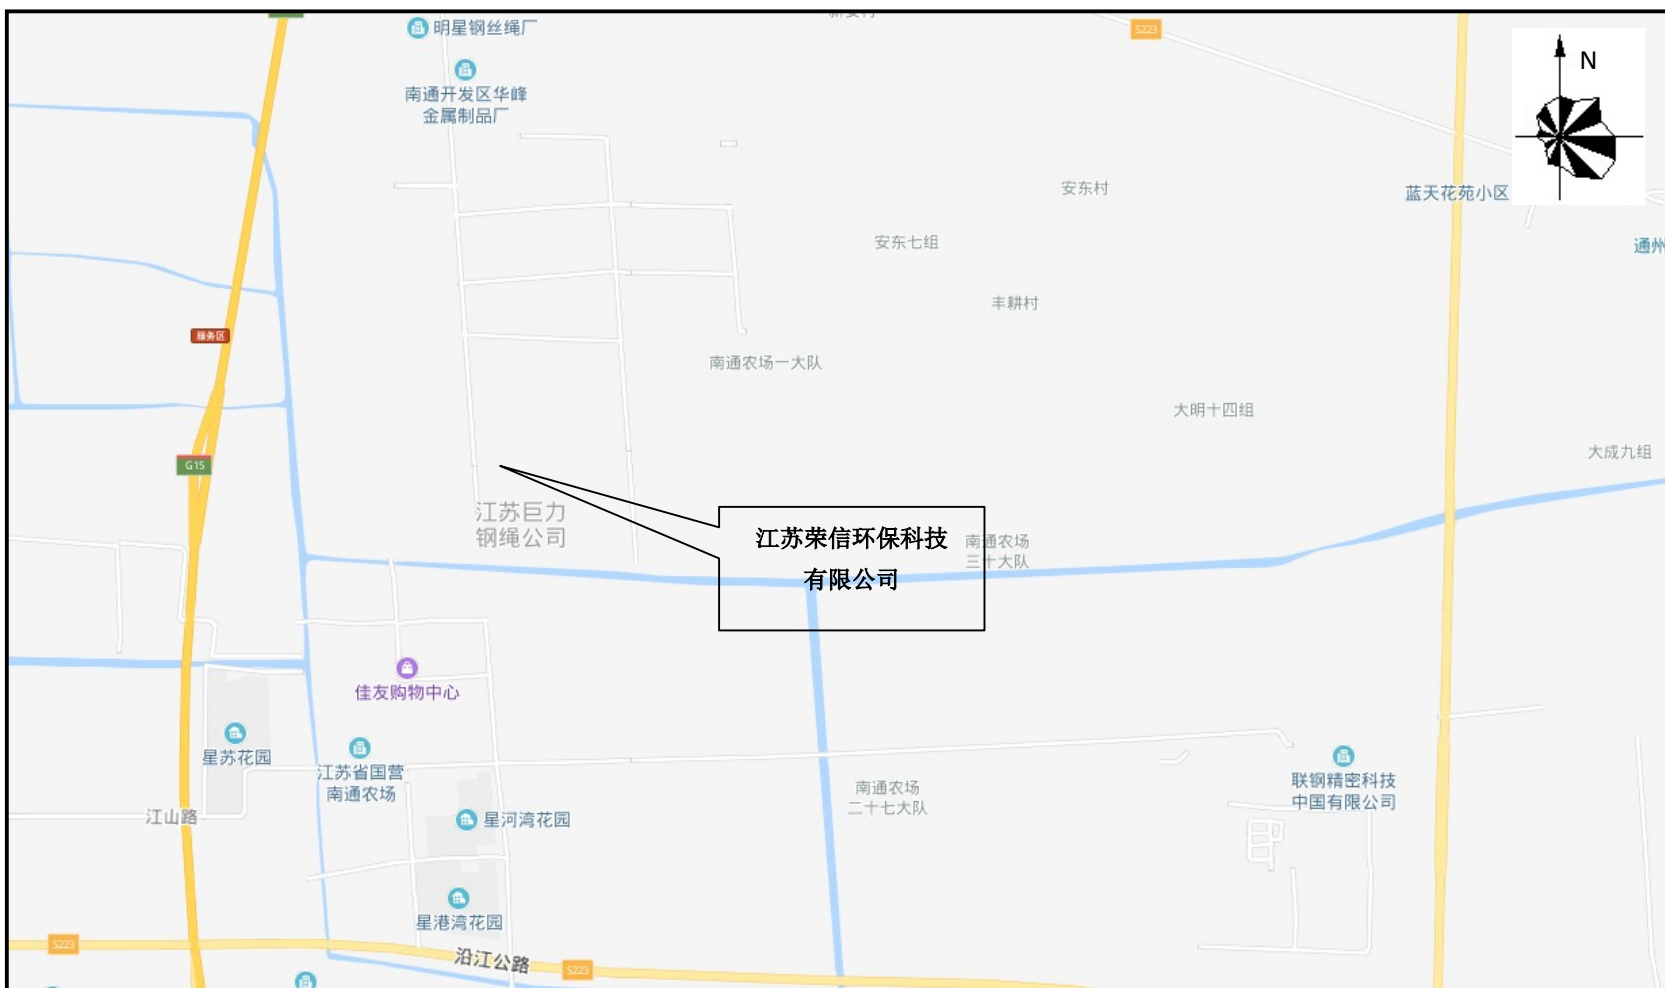 明星钢丝绳厂
S223
N
南通开发区华峰
金属制品厂
安东村
蓝天花苑小区
安东七组
通州
丰耕村
服务区
南通农场一大队
大明十四组
大成九组
G15
江苏巨力
钢绳公司
江苏荣信环保科技
有限公司
南通农场
三十大队
佳友购物中心
星苏花园
江苏省国营
南通农场
联钢精密科技
中国有限公司
南通农场
二十七大队
江山路
星河湾花园
星港湾花园
S223
沿江公路
S223